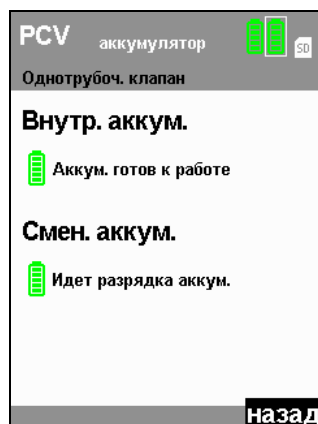 PCV аккумулятор SD
Однотрубоч. клапан
Внутр. аккум.
Аккум. готов к работе
Смен. аккум.
Идет разрядка аккум.
назад